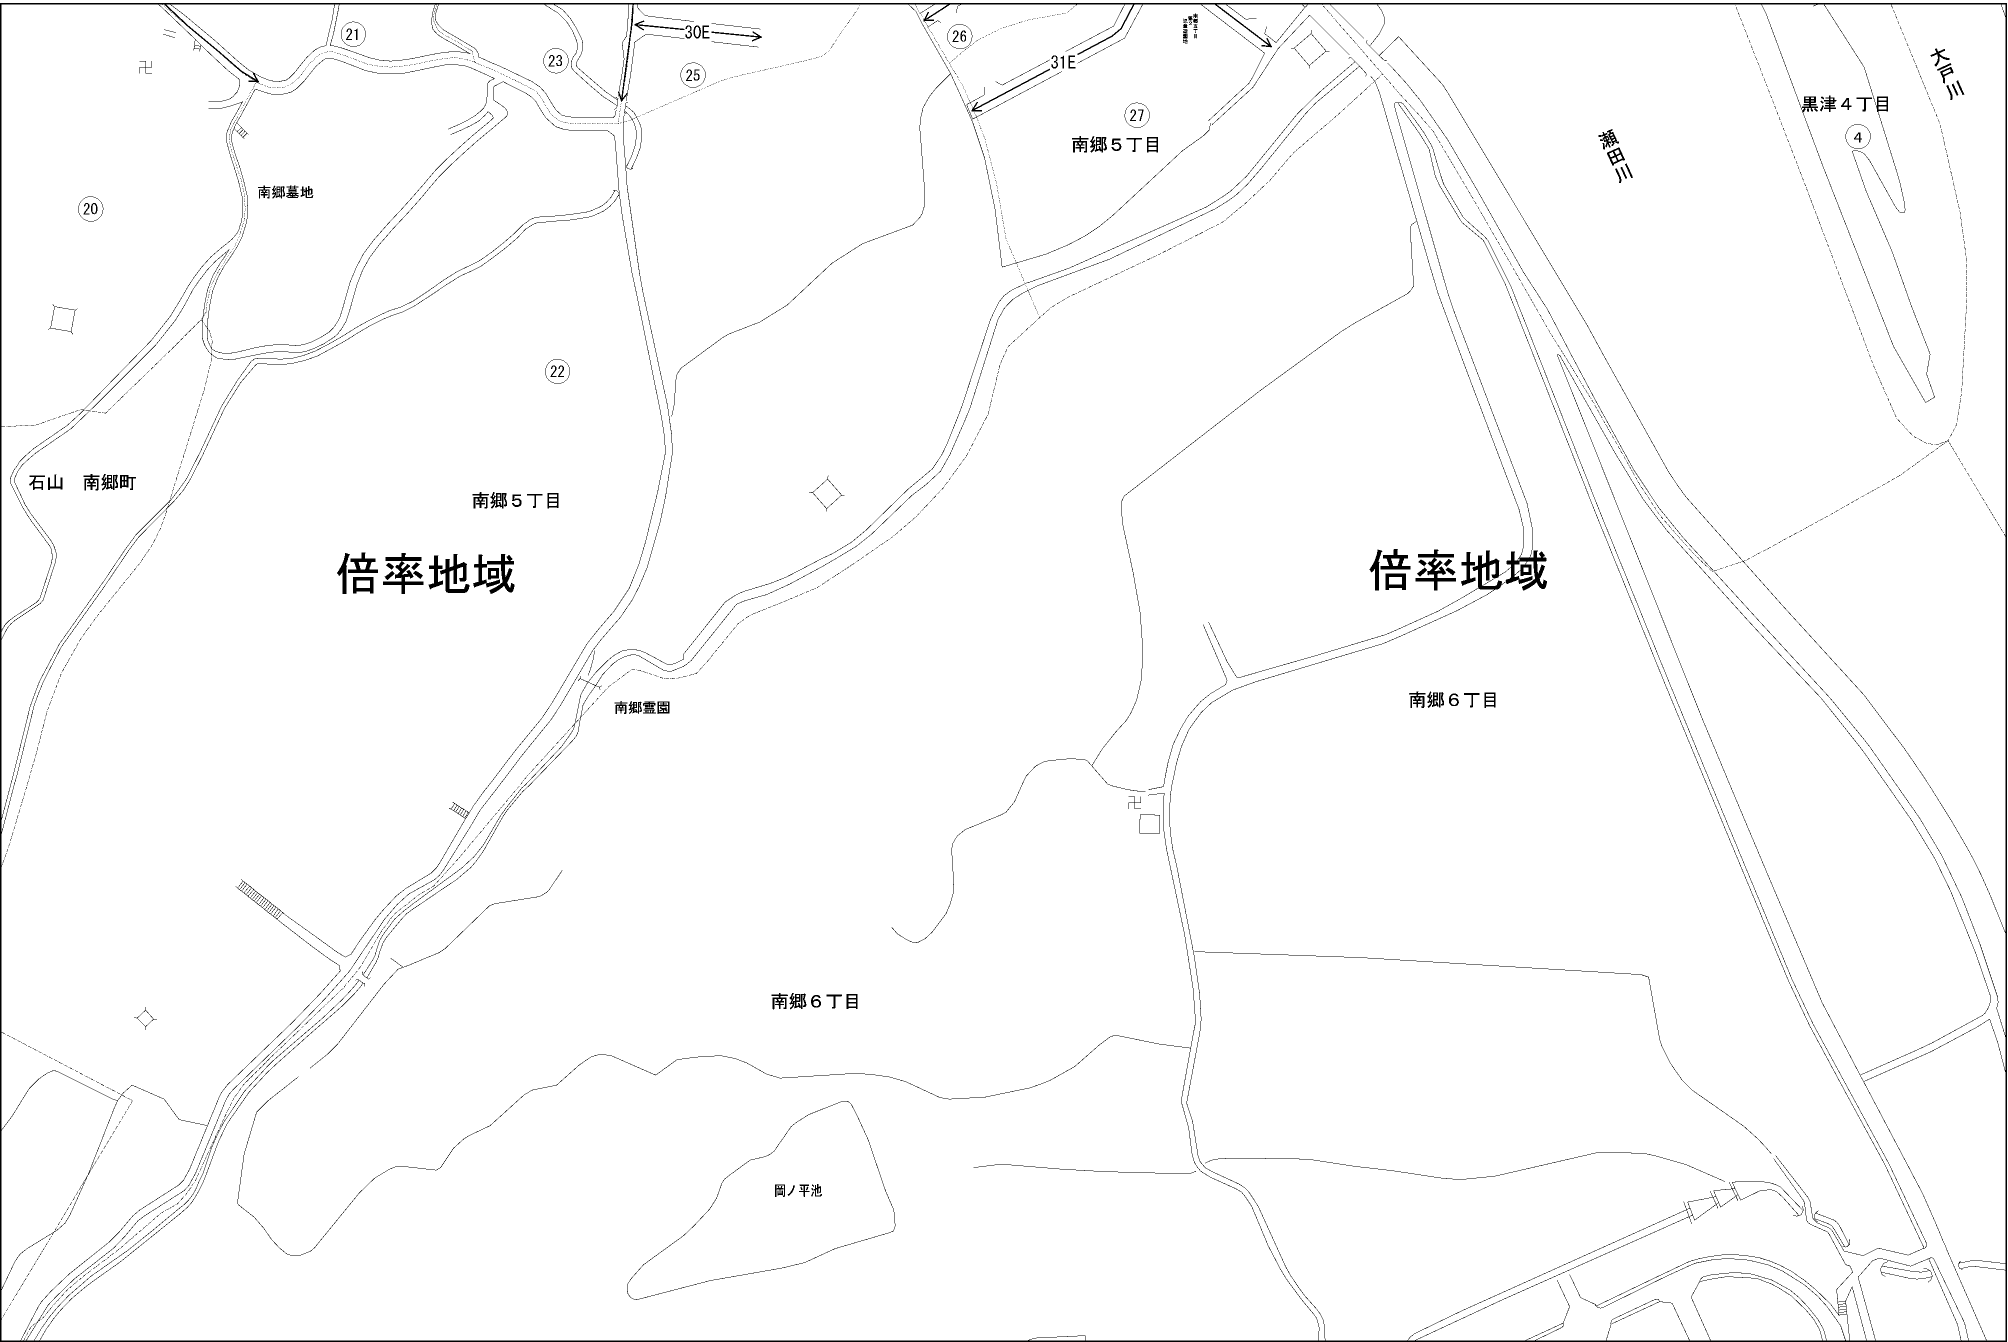 21
30E
26
23
25
31E
27
南郷5丁目
大戸川
黒津4丁目
4
瀬田川
南郷墓地
20
22
石山　南郷町
南郷5丁目
倍率地域
倍率地域
南郷霊園
南郷6丁目
南郷6丁目
岡ノ平池